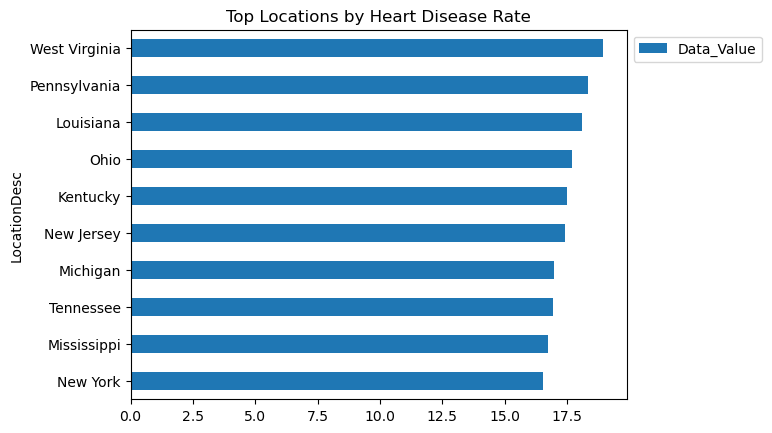 Top Locations by Heart Disease Rate
Data_Value
LocationDesc
West Virginia
Pennsylvania
Louisiana
Ohio
Kentucky
New Jersey
Michigan
Tennessee
Mississippi
New York
0.0 2.5 5.0 7.5 10.0 12.5 15.0 17.5